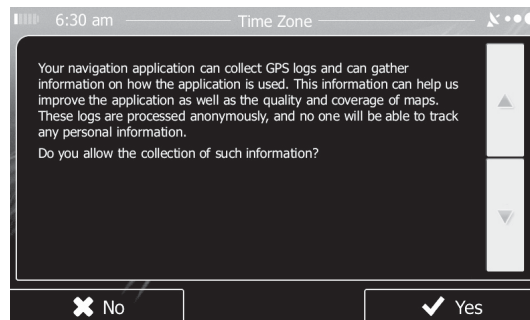 6:30 am Time Zone
Your navigation application can collect GPS logs and can gather
information on how the application is used. This information can help us
improve the application as well as the quality and coverage of maps.
These logs are processed anonymously, and no one will be able to track
any personal information.
Do you allow the collection of such information?
No Yes